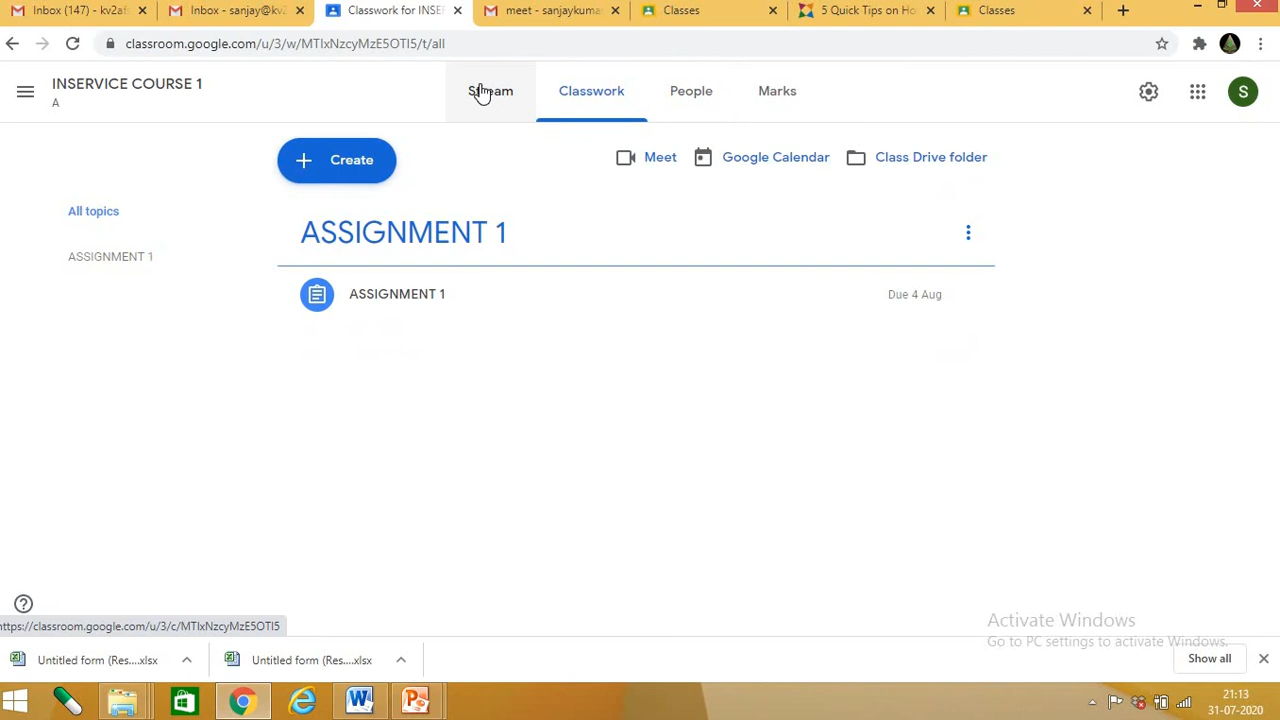 Inbox (147) - kv2af
Inbox - sanjay@kv2
Classwork for INSE
meet - sanjaykuma
Classes
5 Quick Tips on Ho
Classes
classroom.google.com/u/3/w/MTIxNzcyMzE5OTI5/t/all
INSERVICE COURSE 1
A
Stream
Classwork
People
Marks
S
Create
Meet
Google Calendar
Class Drive folder
All topics
ASSIGNMENT 1
ASSIGNMENT 1
ASSIGNMENT 1
Due 4 Aug
https://classroom.google.com/u/3/c/MTIxNzcyMzE5OTI5
Activate Windows
Go to PC settings to activate Windows.
Untitled form (Res....xlsx
Untitled form (Res....xlsx
Show all
21:13
31-07-2020